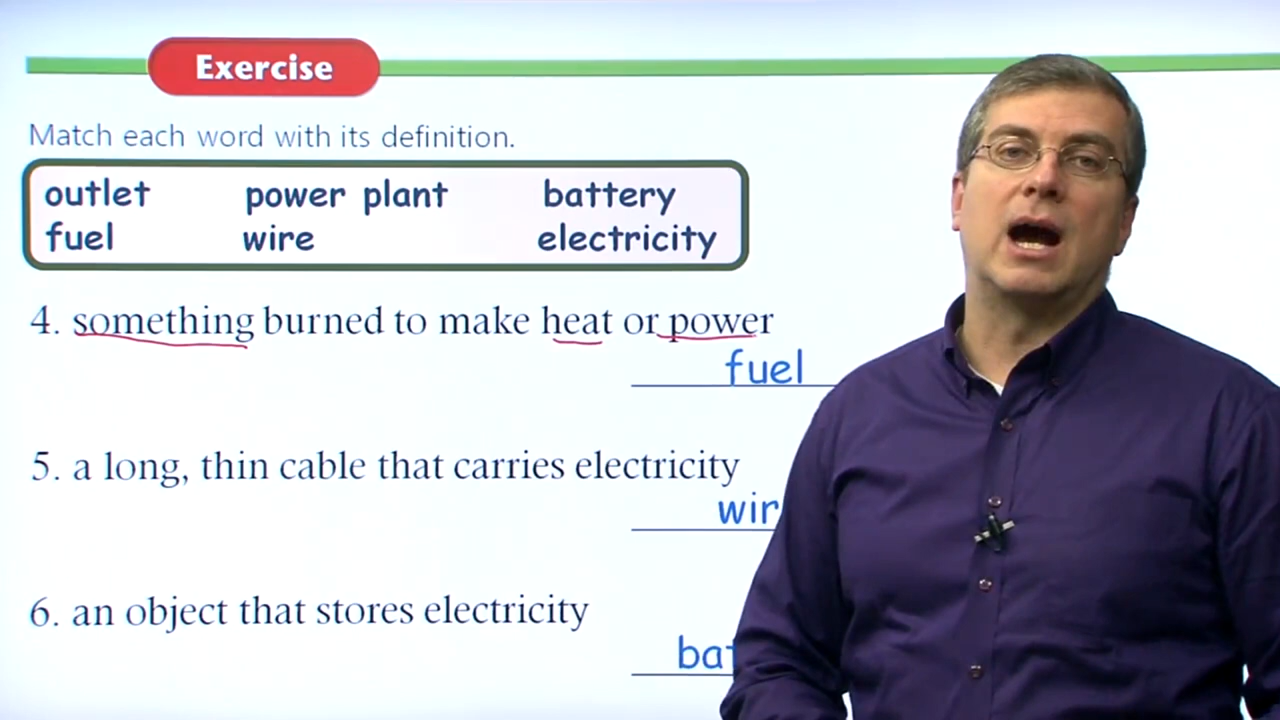 Exercise
Match each word with its definition.
outlet power plant battery
fuel wire electricity
4. something burned to make heat or power
fuel
5. a long, thin cable that carries electricity
wir
6. an object that stores electricity
bat